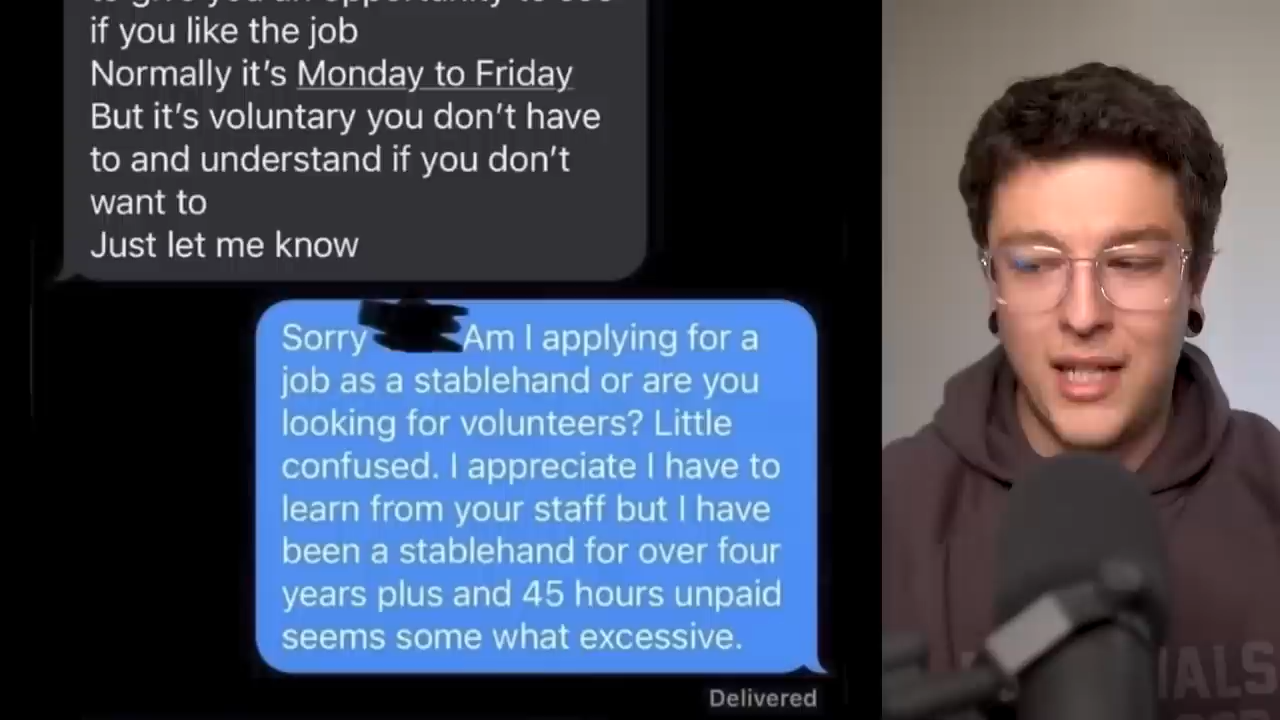 if you like the job
Normally it's Monday to Friday
But it's voluntary you don't have
to and understand if you don't
want to
Just let me know
Sorry Am I applying for a
job as a stablehand or are you
looking for volunteers? Little
confused. I appreciate I have to
learn from your staff but I have
been a stablehand for over four
years plus and 45 hours unpaid
seems some what excessive.
Delivered